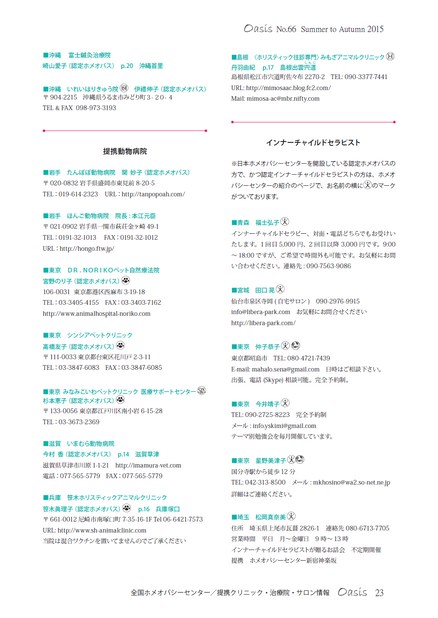 Oasis No.66 Summer to Autumn 2015
■沖縄 富士鍼灸治療院
崎山愛子（認定ホメオパス） p.20 沖縄首里
■沖縄 いれいはりきゅう院 H 伊禮伸子（認定ホメオパス）
〒904-2215 沖縄県うるま市みどり町 3 - 2 0 - 4
TEL & FAX 098-973-3193
提携動物病院
■岩手 たんぽぽ動物病院 関 妙子（認定ホメオパス）
〒020-0832 岩手県盛岡市東見前 8-20-5
TEL：019-614-2323 URL：http://tanpopoah.com/
■岩手 ほんご動物病院 院長：本江元臣
〒021-0902 岩手県一関市萩荘金ヶ崎 49-1
TEL：0191-32-1013 FAX：0191-32-1012
URL：http://hongo.ftw.jp/
■東京 DR．NORIKOペット自然療法院
宮野のり子（認定ホメオパス）
106-0031 東京都港区西麻布 3-19-18
TEL：03-3405-4155 FAX：03-3403-7162
http://www.animalhospital-noriko.com
■東京 シンシアペットクリニック
高橋友子（認定ホメオパス）
〒111-0033 東京都台東区花川戸 2-3-11
TEL：03-3847-6083 FAX：03-3847-6085
■東京 みなみこいわペットクリニック 医療サポートセンター
杉本恵子（認定ホメオパス）
〒133-0056 東京都江戸川区南小岩 6-15-28
TEL：03-3673-2369
■滋賀 いまむら動物病院
今村 香（認定ホメオパス） p.14 滋賀草津
滋賀県草津市川原 1-1-21 http://imamura-vet.com
電話：077-565-5779 FAX：077-565-5779
■兵庫 笹木ホリスティックアニマルクリニック
笹木眞理子（認定ホメオパス） p.16 兵庫塚口
〒661-0012 尼崎市南塚口町 7-35-16-1F Tel 06-6421-7573
URL: http://www.sh-animalclinic.com
当院は混合ワクチンを置いてませんのでご了承ください
■島根 〈ホリスティック往診専門〉みもざアニマルクリニック H
丹羽由紀 p.17 島根出雲宍道
島根県松江市宍道町佐々布 2270-2 TEL: 090-3377-7441
URL: http://mimosaac.blog.fc2.com/
Mail: mimosa-ac@mbr.nifty.com
インナーチャイルドセラピスト
※日本ホメオパシーセンターを開設している認定ホメオパスの
方で、かつ認定インナーチャイルドセラピストの方は、ホメオ
パシーセンターの紹介のページで、お名前の横に のマーク
がついております。
■青森 福士弘子
インナーチャイルドセラピー、対面・電話どちらでもお受けい
たします。1 回目 5,000 円、2 回目以降 3,000 円です。9:00
～ 18:00 ですが、ご希望で時間外も可能です。お気軽にお問
い合わせください。連絡先：090-7563-9086
■宮城 田口 晃
仙台市泉区寺岡（自宅サロン） 090-2976-9915
info@libera-park.com お気軽にお問合せください
http://libera-park.com/
■東京 仲子恭子
東京都昭島市 TEL: 080-4721-7439
E-mail: mahalo.sena@gmail.com 日時はご相談下さい。
出張、電話 (Skype) 相談可能。完全予約制。
■東京 今井晴子
TEL: 090-2725-8223 完全予約制
メール：info.yskimi@gmail.com
テーマ別勉強会を毎月開催しています。
■東京 星野美津子
国分寺駅から徒歩 12 分
TEL: 042-313-8500 メール：mkhosino@wa2.so-net.ne.jp
詳細はご連絡ください。
■埼玉 松岡真奈美
住所 埼玉県上尾市瓦葺 2826-1 連絡先 080-6713-7705
営業時間 平日 月～金曜日 9 時～ 13 時
インナーチャイルドセラピストが贈るお話会 不定期開催
提携 ホメオパシーセンター新宿神楽坂
全国ホメオパシーセンター／提携クリニック・治療院・サロン情報 Oasis 23